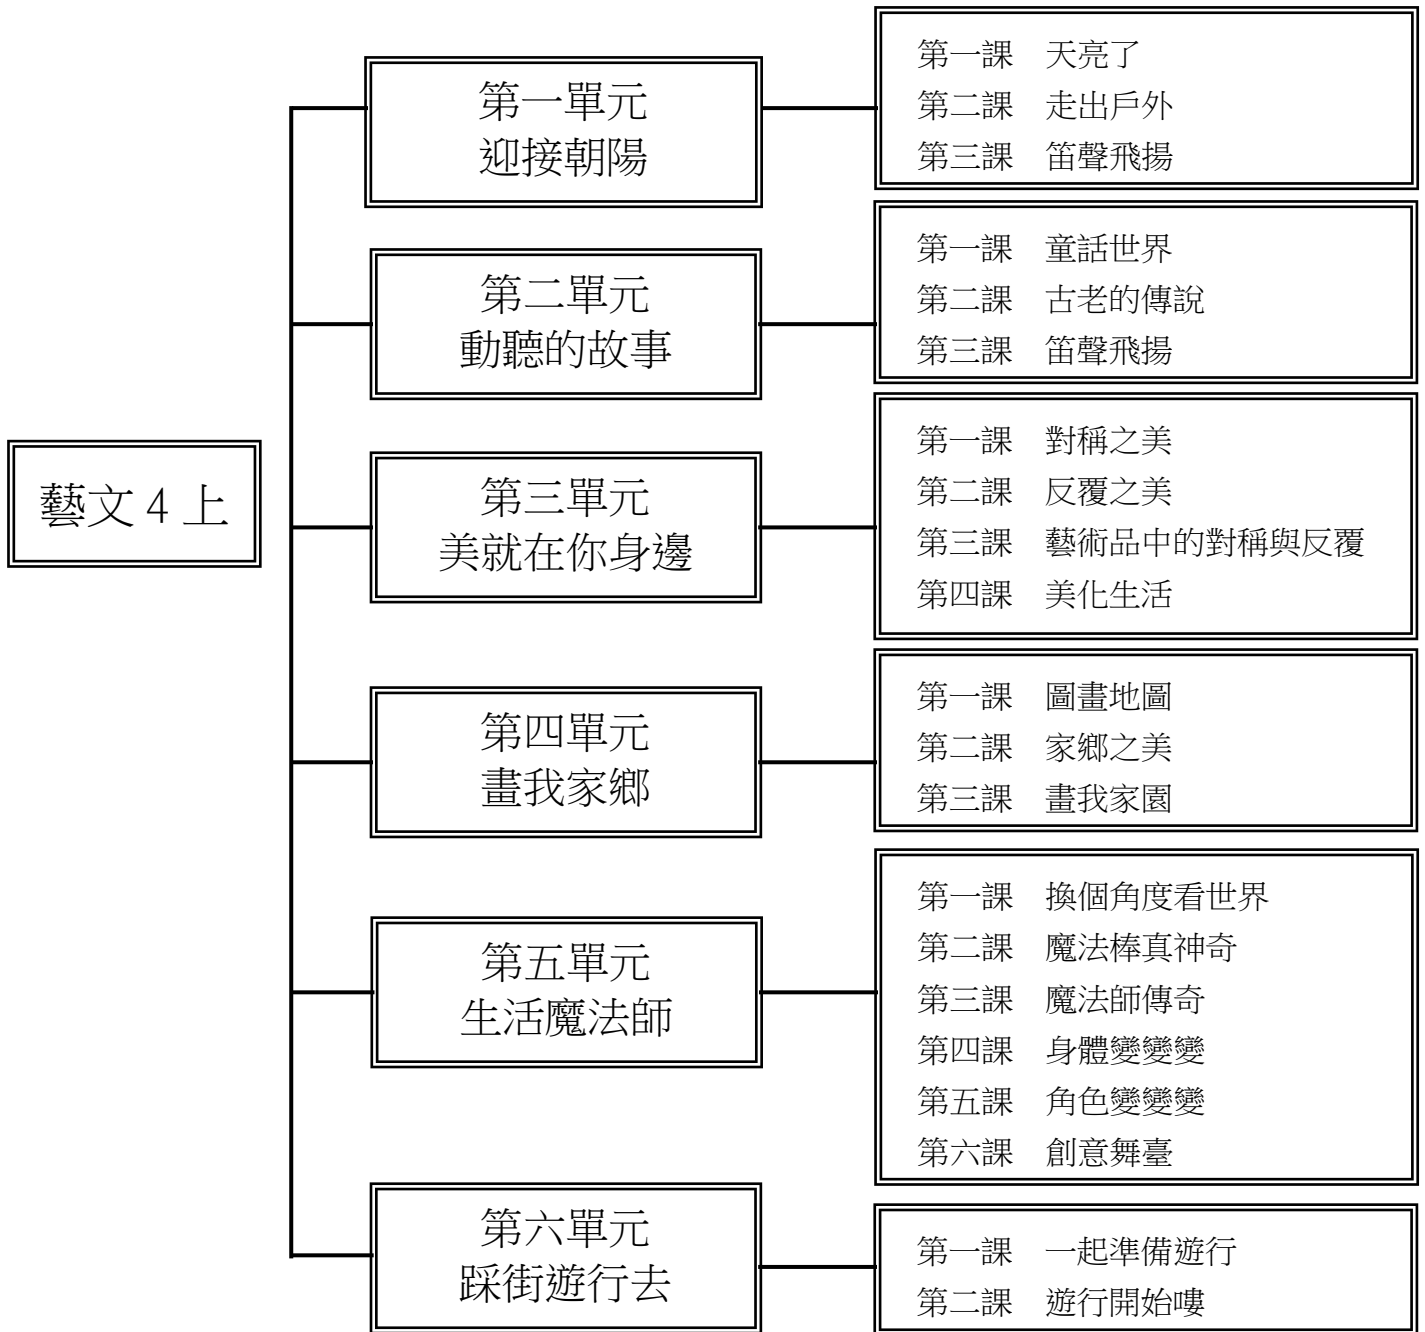 藝文 4 上
第一單元
迎接朝陽
第一課 天亮了
第二課 走出戶外
第三課 笛聲飛揚
第二單元
動聽的故事
第一課 童話世界
第二課 古老的傳說
第三課 笛聲飛揚
第三單元
美就在你身邊
第一課 對稱之美
第二課 反覆之美
第三課 藝術品中的對稱與反覆
第四課 美化生活
第四單元
畫我家鄉
第一課 圖畫地圖
第二課 家鄉之美
第三課 畫我家園
第五單元
生活魔法師
第一課 換個角度看世界
第二課 魔法棒真神奇
第三課 魔法師傳奇
第四課 身體變變變
第五課 角色變變變
第六課 創意舞臺
第六單元
踩街遊行去
第一課 一起準備遊行
第二課 遊行開始嘍